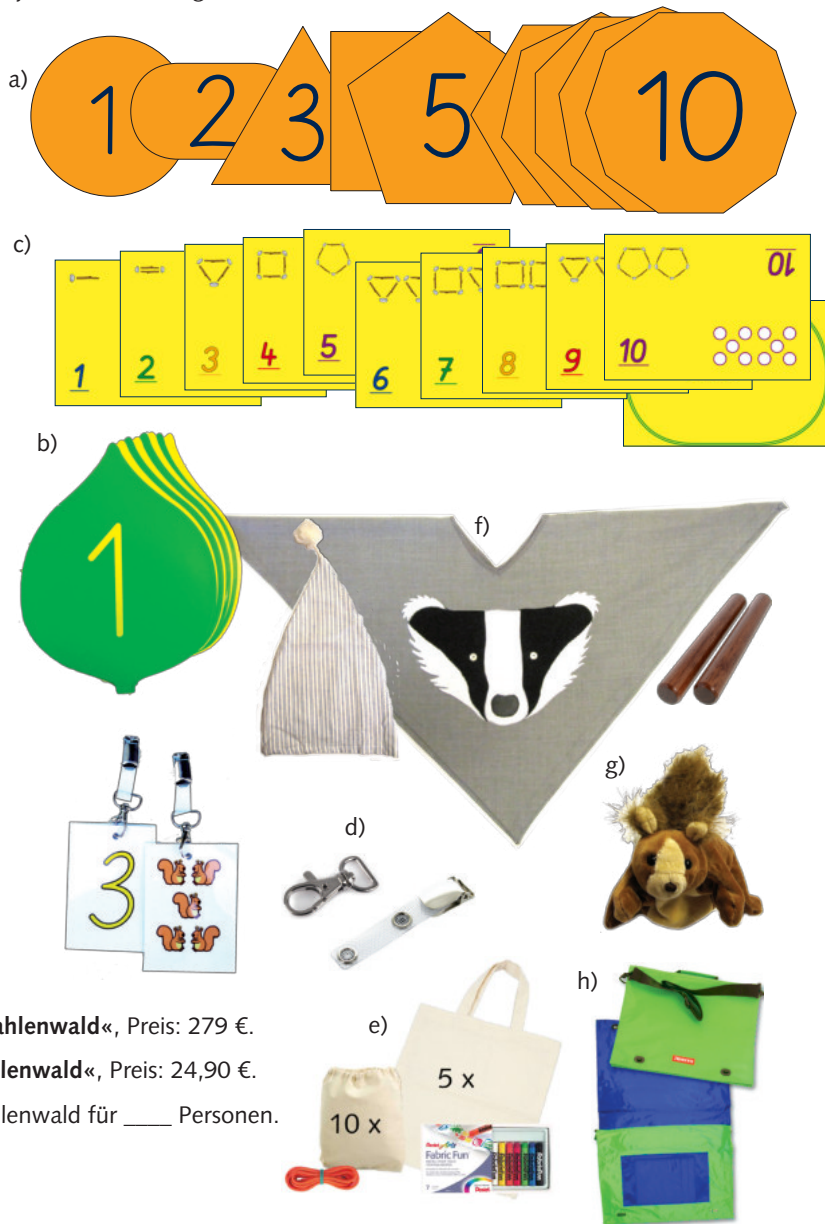 a)
1 2 3 5 10
c)
1 2 3 4 5 6 7 8 9 10
10
b)
1
f)
g)
3
d)
ahlenwald«, Preis: 279 €.
lenwald«, Preis: 24,90 €.
lenwald für ____ Personen.
e)
5 x
10 x
Fabric Fun
h)